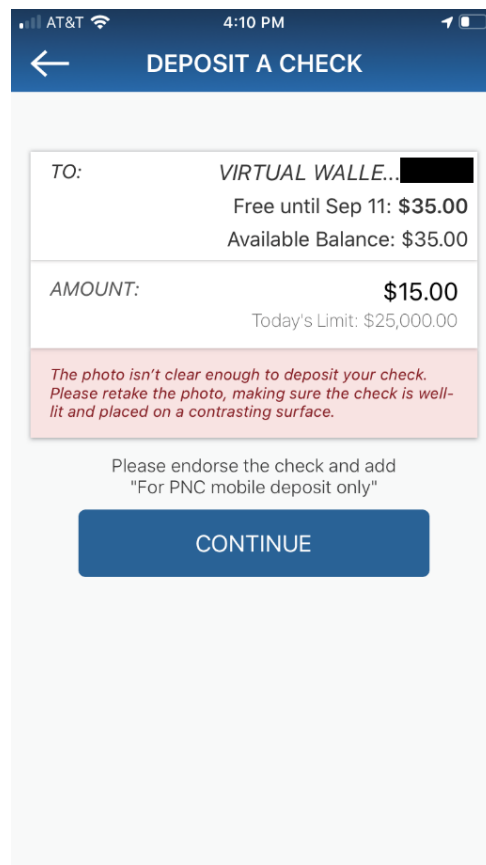 AT&T 4:10 PM
DEPOSIT A CHECK
TO: VIRTUAL WALLE...
Free until Sep 11: $35.00
Available Balance: $35.00
AMOUNT: $15.00
Today's Limit: $25,000.00
The photo isn't clear enough to deposit your check.
Please retake the photo, making sure the check is well-
lit and placed on a contrasting surface.
Please endorse the check and add
"For PNC mobile deposit only"
CONTINUE